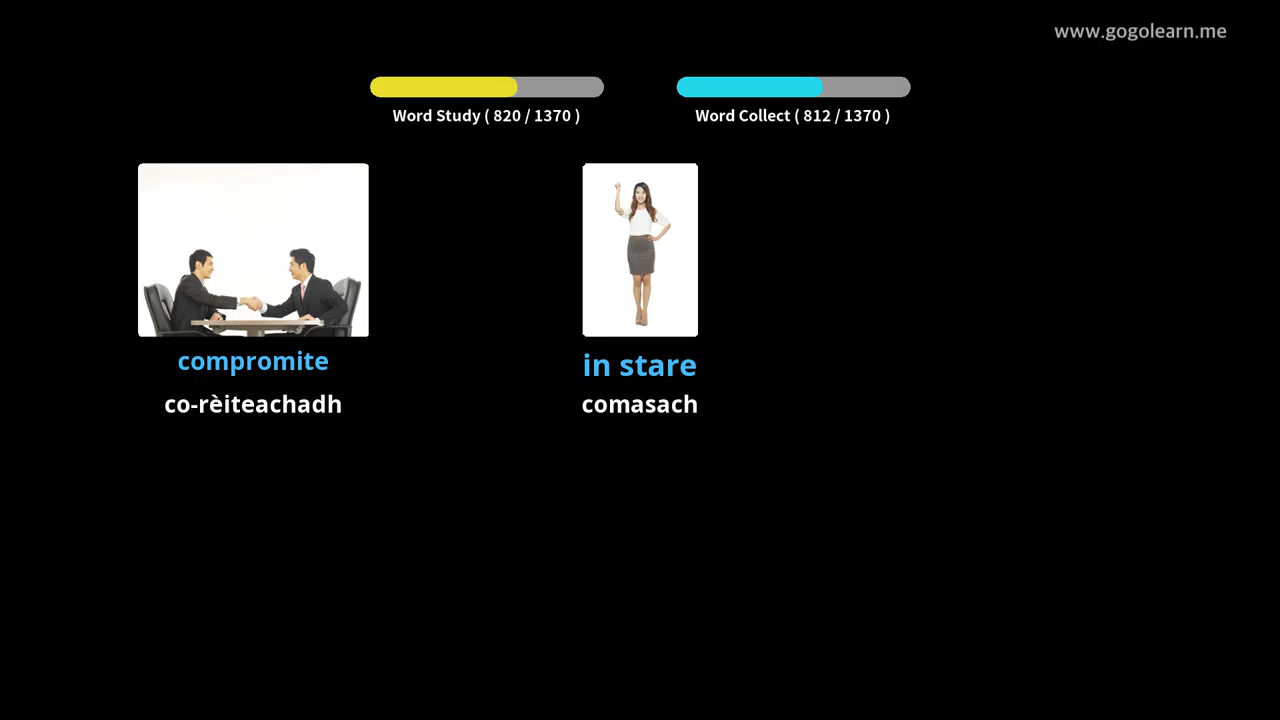 www.gogolearn.me
Word Study ( 820 / 1370 )
Word Collect ( 812 / 1370 )
compromite
co-rèiteachadh
in stare
comasach